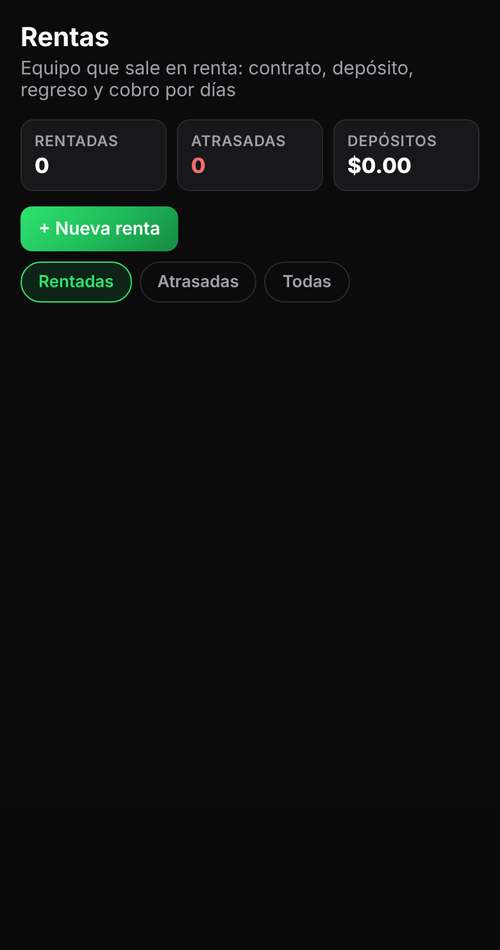 Rentas
Equipo que sale en renta: contrato, depósito,
regreso y cobro por días
RENTADAS
0
ATRASADAS
0
DEPÓSITOS
$0.00
+ Nueva renta
Rentadas
Atrasadas
Todas